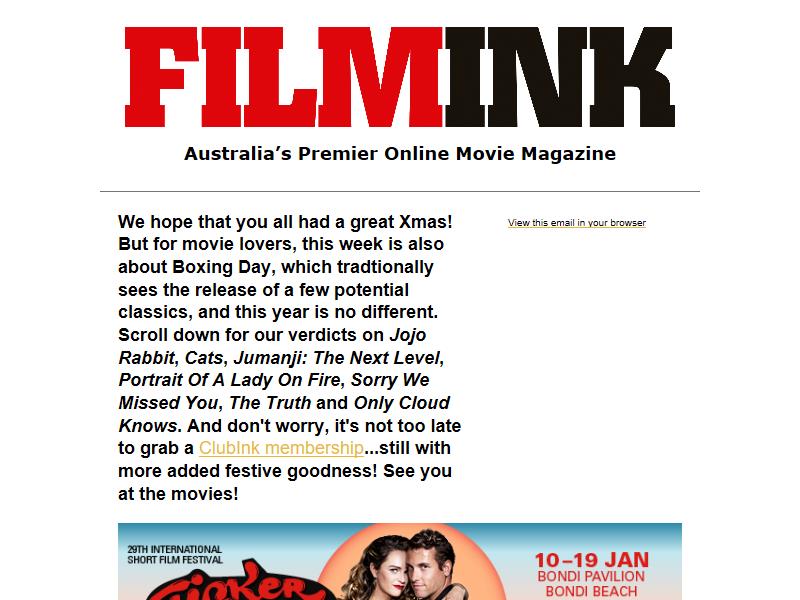 FILMINK
Australia’s Premier Online Movie Magazine
We hope that you all had a great Xmas!
But for movie lovers, this week is also
about Boxing Day, which tradtionally
sees the release of a few potential
classics, and this year is no different.
Scroll down for our verdicts on Jojo
Rabbit, Cats, Jumanji: The Next Level,
Portrait Of A Lady On Fire, Sorry We
Missed You, The Truth and Only Cloud
Knows. And don't worry, it's not too late
to grab a ClubInk membership...still with
more added festive goodness! See you
at the movies!
View this email in your browser
29TH INTERNATIONAL
SHORT FILM FESTIVAL
10–19 JAN
BONDI PAVILION
BONDI BEACH